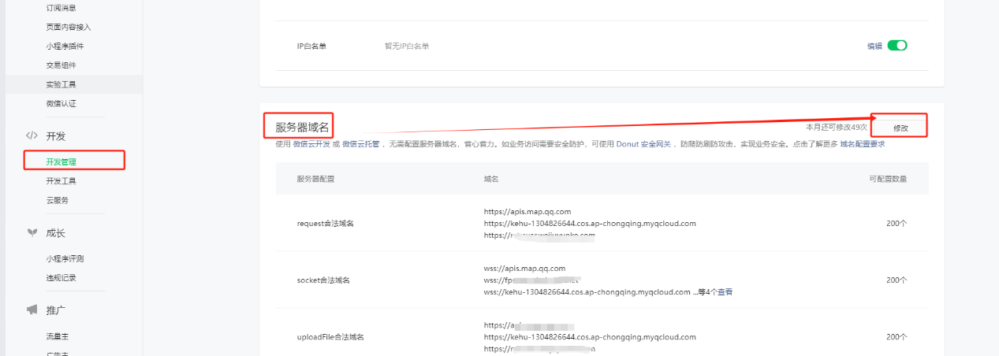 订阅消息
页面内容接入
小程序插件
交易组件
实验工具
微信认证
开发
开发管理
开发工具
云服务
成长
小程序评测
违规记录
推广
流量主
广告主
IP白名单 暂无IP白名单 编辑
服务器域名 本月还可修改49次 修改
使用 微信云开发 或 微信云托管 ，无需配置服务器域名，省心省力。如业务访问需要安全防护，可使用 Donut 安全网关 ，防爬防刷防攻击，实现业务安全。点击了解更多 域名配置要求
服务器配置 域名 可配置数量
https://apis.map.qq.com
request合法域名 https://kehu-1304826644.cos.ap-chongqing.myqcloud.com 200个
https://
wss://apis.map.qq.com
socket合法域名 wss://fps 200个
wss://kehu-1304826644.cos.ap-chongqing.myqcloud.com ...等4个查看
https://
uploadFile合法域名 https://kehu-1304826644.cos.ap-chongqing.myqcloud.com 200个
https://